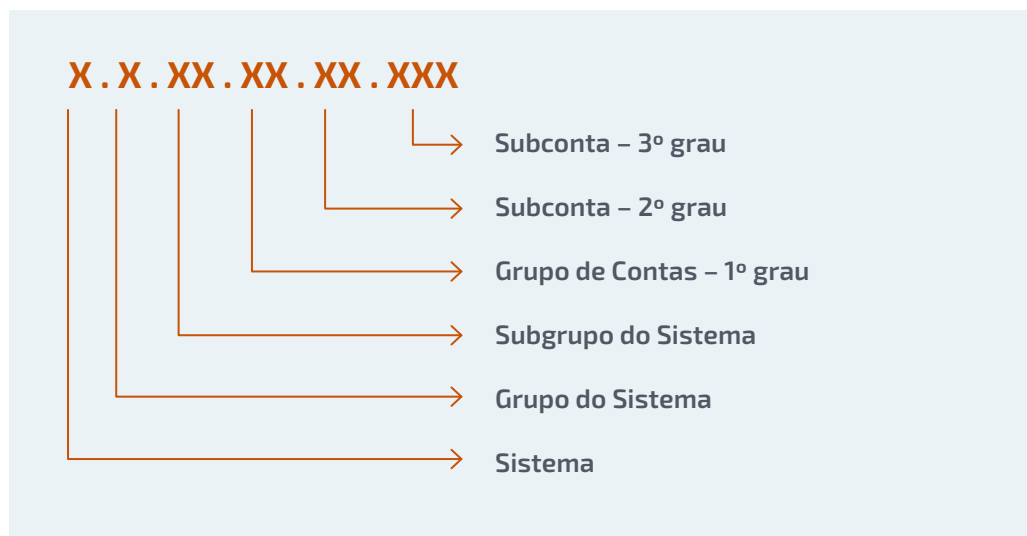 X.X.XX.XX.XX.XXX
Subconta – 3º grau
Subconta – 2º grau
Grupo de Contas – 1º grau
Subgrupo do Sistema
Grupo do Sistema
Sistema